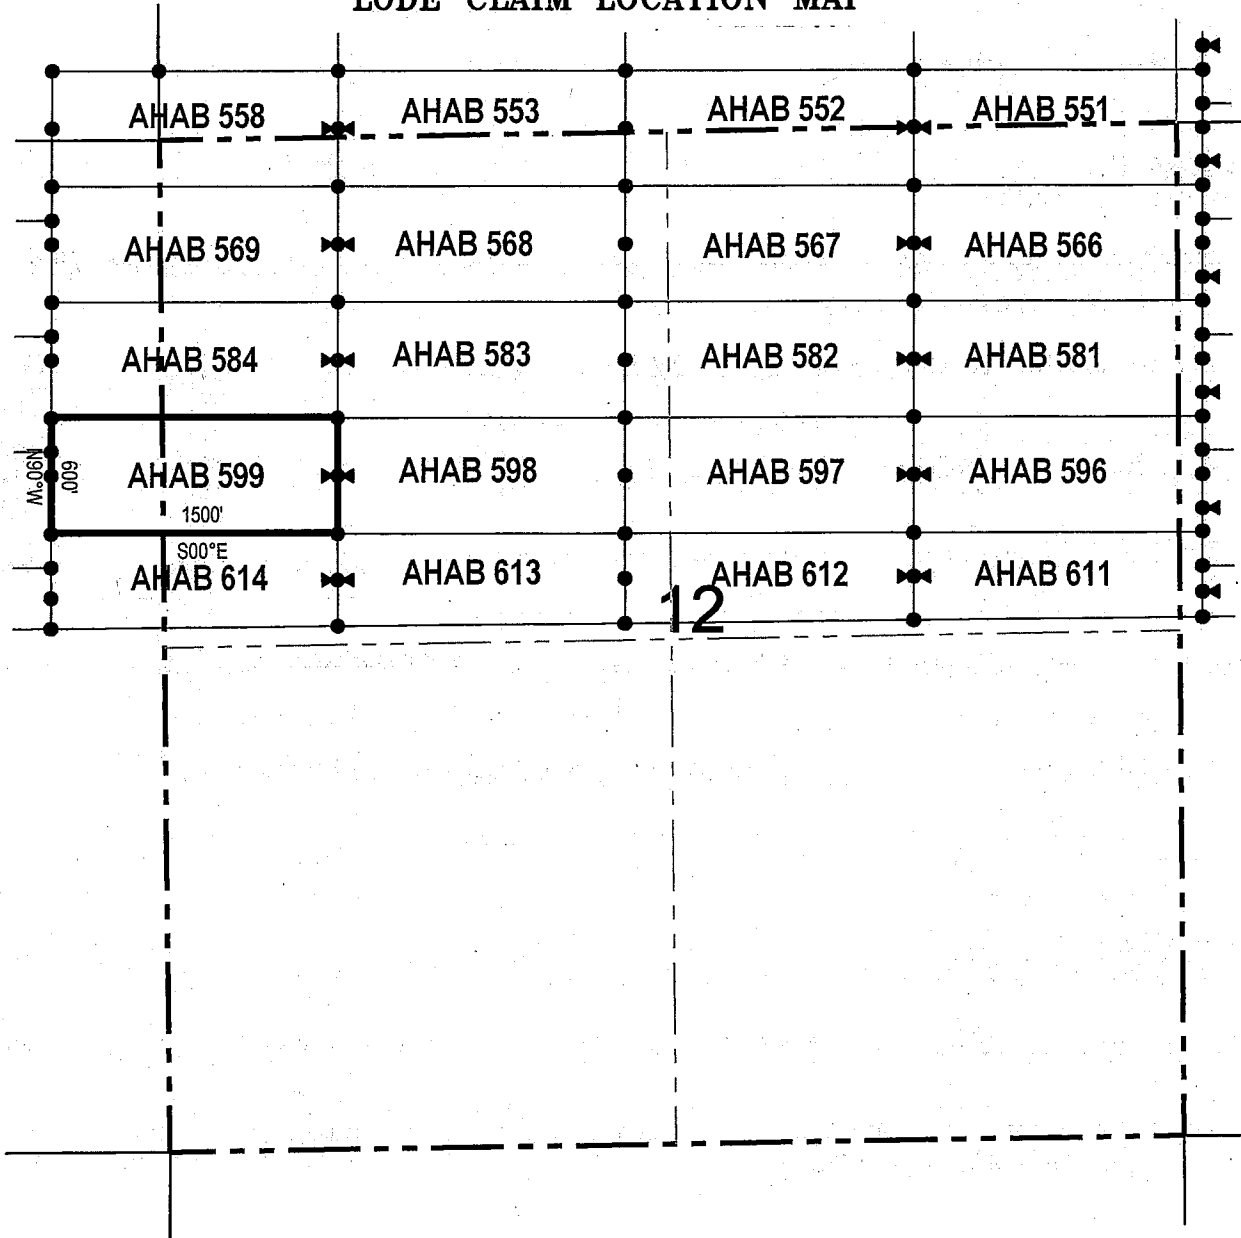 LODE CLAIM LOCATION MAP
AHAB 558 AHAB 553 AHAB 552 AHAB 551
AHAB 569 AHAB 568 AHAB 567 AHAB 566
AHAB 584 AHAB 583 AHAB 582 AHAB 581
N90°W 600' AHAB 599 AHAB 598 AHAB 597 AHAB 596
1500'
S00°E
AHAB 614 AHAB 613 AHAB 612 AHAB 611
12